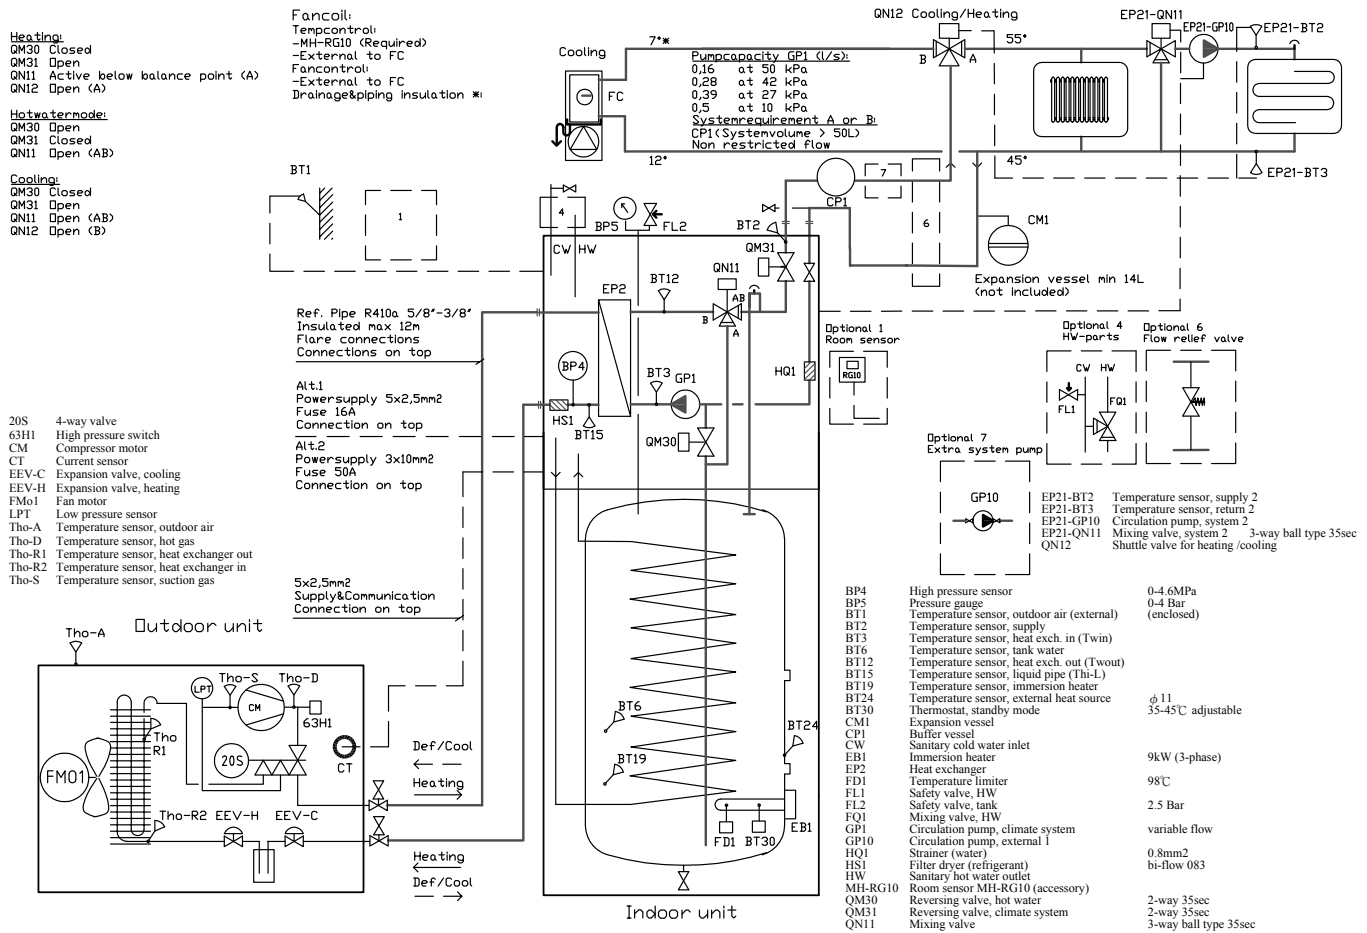 Heating:
QM30 Closed
QM31 Open
QN11 Active below balance point (A)
QN12 Open (A)
Hotwatermode:
QM30 Open
QM31 Closed
QN11 Open (AB)
Cooling:
QM30 Closed
QM31 Open
QN11 Open (AB)
QN12 Open (B)
Fancoil:
Tempcontrol:
-MH-RG10 (Required)
-External to FC
Fancontrol:
-External to FC
Drainage&piping insulation *:
Cooling
FC
7°*
12°
Pumpcapacity GP1 (l/s):
0,16 at 50 kPa
0,28 at 42 kPa
0,39 at 27 kPa
0,5 at 10 kPa
Systemrequirement A or B:
CP1(Systemvolume > 50L)
Non restricted flow
QN12 Cooling/Heating
B
A
55°
45°
EP21-QN11
EP21-GP10
EP21-BT2
EP21-BT3
BT1
1
4
CW HW
BP5
FL2
BT2
CP1
7
6
CM1
Expansion vessel min 14L
(not included)
QM31
QN11
AB
B
A
BT12
EP2
BP4
BT3
GP1
HS1
BT15
QM30
HQ1
Ref. Pipe R410a 5/8"-3/8"
Insulated max 12m
Flare connections
Connections on top
Alt.1
Powersupply 5x2,5mm2
Fuse 16A
Connection on top
Alt.2
Powersupply 3x10mm2
Fuse 50A
Connection on top
5x2,5mm2
Supply&Communication
Connection on top
Optional 1
Room sensor
RG10
Optional 4
HW-parts
CW HW
FL1
FQ1
Optional 6
Flow relief valve
Optional 7
Extra system pump
GP10
20S 4-way valve
63H1 High pressure switch
CM Compressor motor
CT Current sensor
EEV-C Expansion valve, cooling
EEV-H Expansion valve, heating
FMo1 Fan motor
LPT Low pressure sensor
Tho-A Temperature sensor, outdoor air
Tho-D Temperature sensor, hot gas
Tho-R1 Temperature sensor, heat exchanger out
Tho-R2 Temperature sensor, heat exchanger in
Tho-S Temperature sensor, suction gas
EP21-BT2 Temperature sensor, supply 2
EP21-BT3 Temperature sensor, return 2
EP21-GP10 Circulation pump, system 2
EP21-QN11 Mixing valve, system 2 3-way ball type 35sec
QN12 Shuttle valve for heating /cooling
BP4 High pressure sensor 0-4.6MPa
BP5 Pressure gauge 0-4 Bar
BT1 Temperature sensor, outdoor air (external) (enclosed)
BT2 Temperature sensor, supply
BT3 Temperature sensor, heat exch. in (Twin)
BT6 Temperature sensor, tank water
BT12 Temperature sensor, heat exch. out (Twout)
BT15 Temperature sensor, liquid pipe (Thi-L)
BT19 Temperature sensor, immersion heater
BT24 Temperature sensor, external heat source ϕ 11
BT30 Thermostat, standby mode 35-45℃ adjustable
CM1 Expansion vessel
CP1 Buffer vessel
CW Sanitary cold water inlet
EB1 Immersion heater 9kW (3-phase)
EP2 Heat exchanger
FD1 Temperature limiter 98℃
FL1 Safety valve, HW
FL2 Safety valve, tank 2.5 Bar
FQ1 Mixing valve, HW
GP1 Circulation pump, climate system variable flow
GP10 Circulation pump, external 1
HQ1 Strainer (water) 0.8mm2
HS1 Filter dryer (refrigerant) bi-flow 083
HW Sanitary hot water outlet
MH-RG10 Room sensor MH-RG10 (accessory)
QM30 Reversing valve, hot water 2-way 35sec
QM31 Reversing valve, climate system 2-way 35sec
QN11 Mixing valve 3-way ball type 35sec
Outdoor unit
Tho-A
LPT
Tho-S
Tho-D
CM
63H1
Tho
R1
20S
CT
FMO1
Tho-R2
EEV-H
EEV-C
Def/Cool
Heating
Heating
Def/Cool
BT6
BT19
BT24
FD1
BT30
EB1
Indoor unit